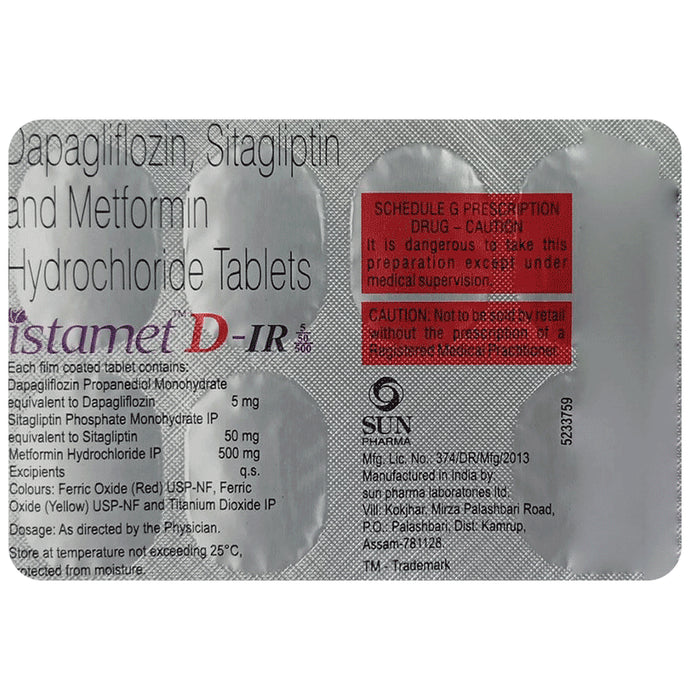 Dapagliflozin, Sitagliptin
and Metformin
Hydrochloride Tablets
istamet™ D-IR 5/50/500
Each film coated tablet contains:
Dapagliflozin Propanediol Monohydrate
equivalent to Dapagliflozin 5 mg
Sitagliptin Phosphate Monohydrate IP
equivalent to Sitagliptin 50 mg
Metformin Hydrochloride IP 500 mg
Excipients q.s.
Colours: Ferric Oxide (Red) USP-NF, Ferric
Oxide (Yellow) USP-NF and Titanium Dioxide IP
Dosage: As directed by the Physician.
Store at temperature not exceeding 25°C,
protected from moisture.
SCHEDULE G PRESCRIPTION
DRUG – CAUTION
It is dangerous to take this
preparation except under
medical supervision.
CAUTION: Not to be sold by retail
without the prescription of a
Registered Medical Practitioner.
SUN
PHARMA
Mfg. Lic. No.: 374/DR/Mfg/2013
Manufactured in India by
sun pharma laboratories ltd.
Vill: Kokjhar, Mirza Palashbari Road,
P.O.: Palashbari, Dist: Kamrup,
Assam-781128.
TM - Trademark
5233759